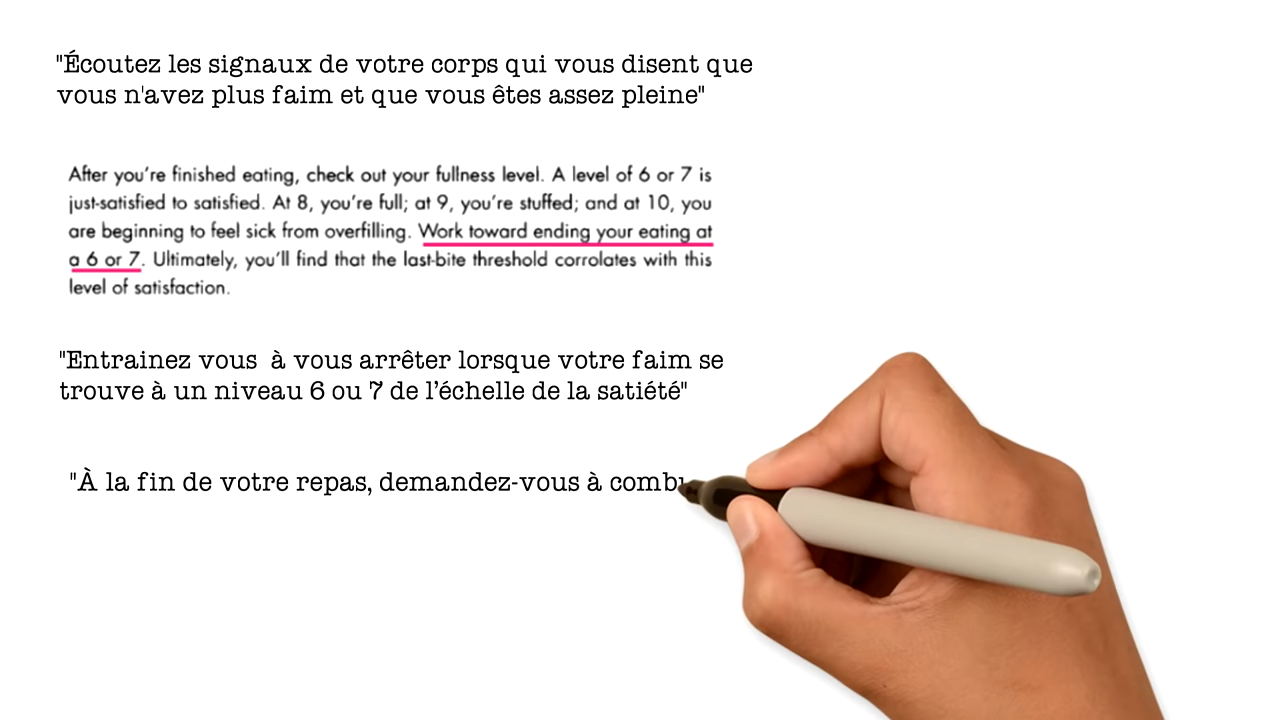 "Écoutez les signaux de votre corps qui vous disent que
vous n'avez plus faim et que vous êtes assez pleine"
After you're finished eating, check out your fullness level. A level of 6 or 7 is
just-satisfied to satisfied. At 8, you're full; at 9, you're stuffed; and at 10, you
are beginning to feel sick from overfilling. Work toward ending your eating at
a 6 or 7. Ultimately, you'll find that the last-bite threshold corrolates with this
level of satisfaction.
"Entrainez vous à vous arrêter lorsque votre faim se
trouve à un niveau 6 ou 7 de l'échelle de la satiété"
"À la fin de votre repas, demandez-vous à